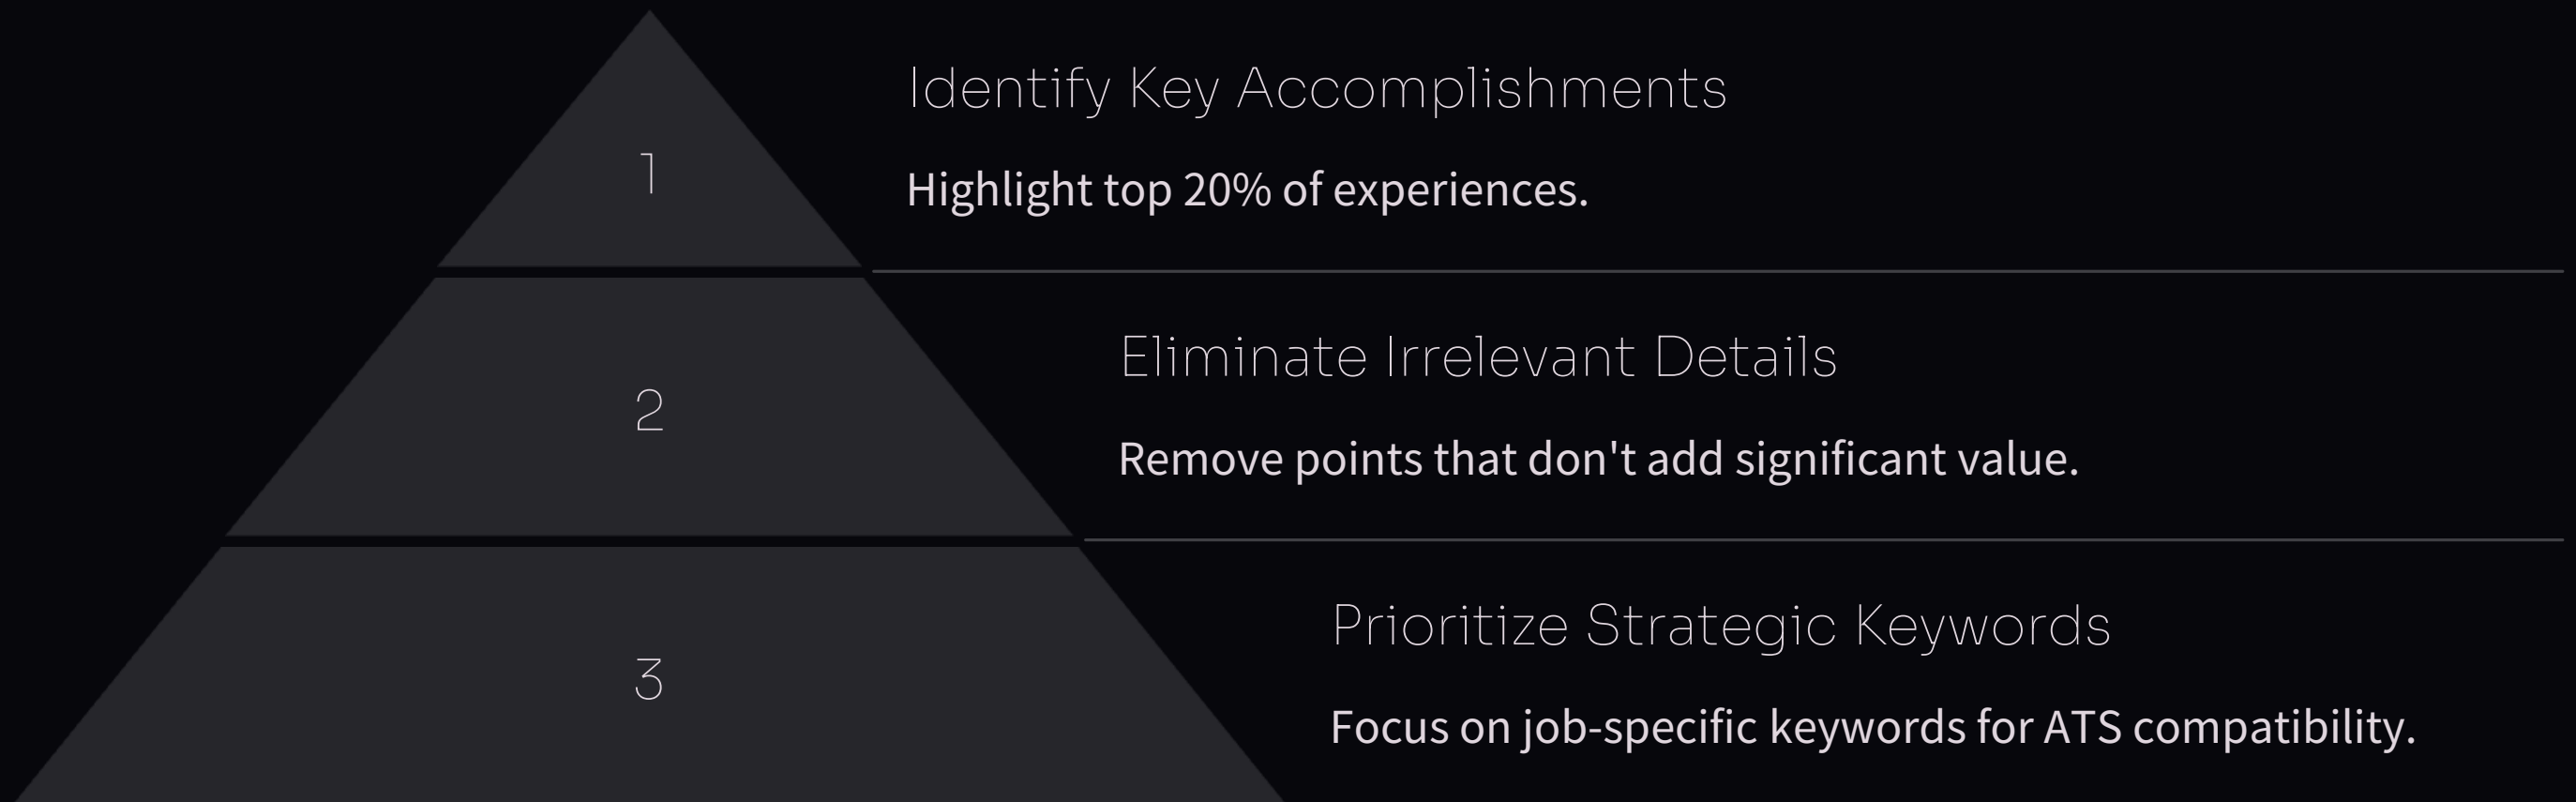 1
Identify Key Accomplishments
Highlight top 20% of experiences.
2
Eliminate Irrelevant Details
Remove points that don't add significant value.
3
Prioritize Strategic Keywords
Focus on job-specific keywords for ATS compatibility.